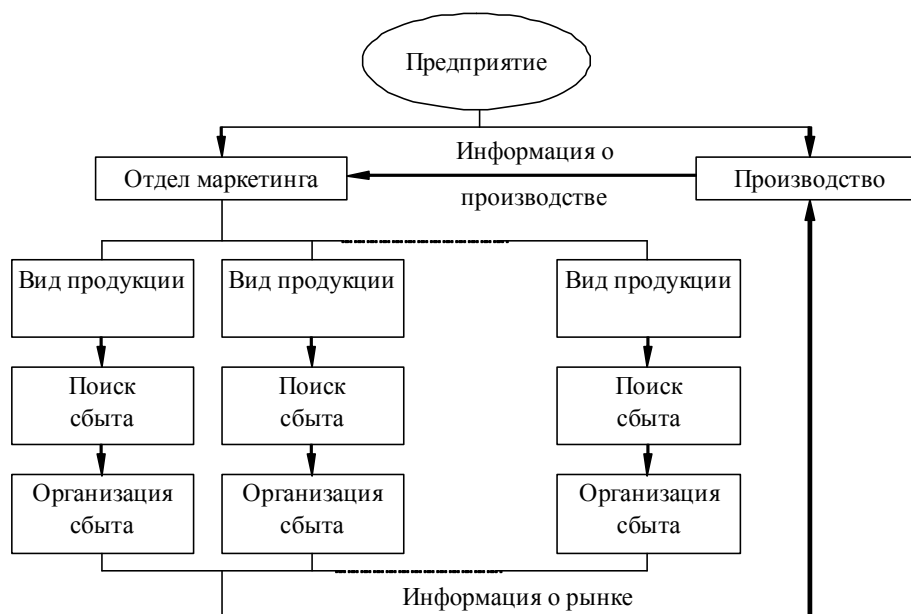 Предприятие
Информация о
Отдел маркетинга
Производство
производстве
Вид продукции
Вид продукции
Вид продукции
Поиск
сбыта
Поиск
сбыта
Поиск
сбыта
Организация
сбыта
Организация
сбыта
Организация
сбыта
Информация о рынке